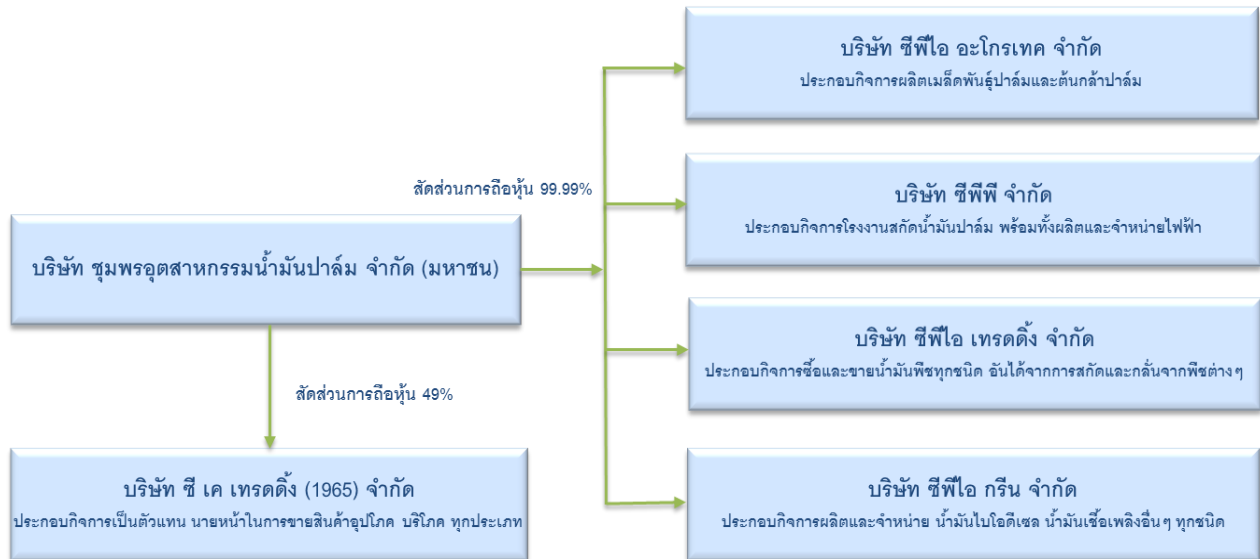 บริษัท ซีพีไอ อะโกรเทค จำกัด
ประกอบกิจการผลิตเมล็ดพันธุ์ปาล์มและต้นกล้าปาล์ม
สัดส่วนการถือหุ้น 99.99%
บริษัท ซีพีพี จำกัด
ประกอบกิจการโรงงานสกัดน้ำมันปาล์ม พร้อมทั้งผลิตและจำหน่ายไฟฟ้า
บริษัท ชุมพรอุตสาหกรรมน้ำมันปาล์ม จำกัด (มหาชน)
บริษัท ซีพีไอ เทรดดิ้ง จำกัด
ประกอบกิจการซื้อและขายน้ำมันพืชทุกชนิด อันได้จากการสกัดและกลั่นจากพืชต่างๆ
สัดส่วนการถือหุ้น 49%
บริษัท ซี เค เทรดดิ้ง (1965) จำกัด
ประกอบกิจการเป็นตัวแทน นายหน้าในการขายสินค้าอุปโภค บริโภค ทุกประเภท
บริษัท ซีพีไอ กรีน จำกัด
ประกอบกิจการผลิตและจำหน่าย น้ำมันไบโอดีเซล น้ำมันเชื้อเพลิงอื่นๆ ทุกชนิด